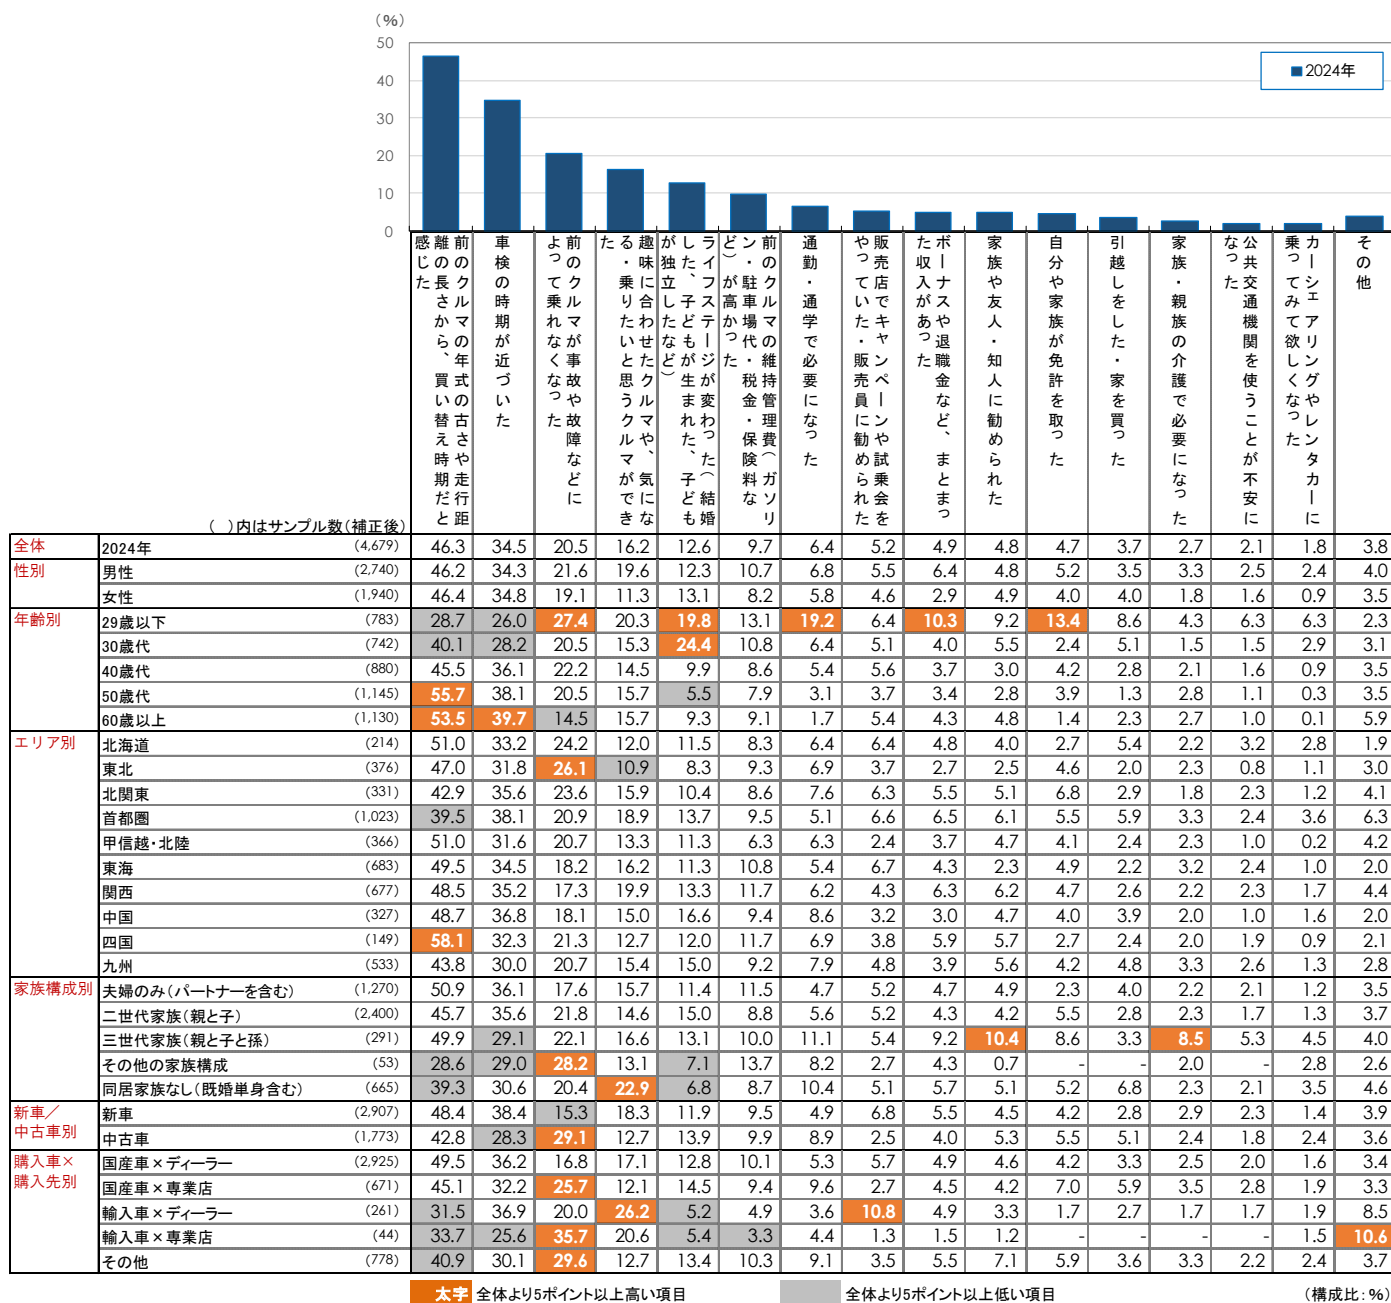 （%）
50
40
30
20
10
0
■2024年
前のクルマの年式の古さや走行距離の長さから、買い替え時期だと感じた
車検の時期が近づいた
前のクルマが事故や故障などによって乗れなくなった
趣味に合わせたクルマや、気になる・乗りたいと思うクルマができた
ライフステージが変わった（結婚した、子どもが生まれた、子どもが独立したなど）
前のクルマの維持管理費（ガソリン・駐車場代・税金・保険料など）が高かった
通勤・通学で必要になった
販売店でキャンペーンや試乗会をやっていた・販売員に勧められた
ボーナスや退職金など、まとまった収入があった
家族や友人・知人に勧められた
自分や家族が免許を取った
引越しをした・家を買った
家族・親族の介護で必要になった
公共交通機関を使うことが不安になった
カーシェアリングやレンタカーに乗ってみて欲しくなった
その他
（　）内はサンプル数（補正後）
全体 2024年 (4,679) 46.3 34.5 20.5 16.2 12.6 9.7 6.4 5.2 4.9 4.8 4.7 3.7 2.7 2.1 1.8 3.8
性別 男性 (2,740) 46.2 34.3 21.6 19.6 12.3 10.7 6.8 5.5 6.4 4.8 5.2 3.5 3.3 2.5 2.4 4.0
女性 (1,940) 46.4 34.8 19.1 11.3 13.1 8.2 5.8 4.6 2.9 4.9 4.0 4.0 1.8 1.6 0.9 3.5
年齢別 29歳以下 (783) 28.7 26.0 27.4 20.3 19.8 13.1 19.2 6.4 10.3 9.2 13.4 8.6 4.3 6.3 6.3 2.3
30歳代 (742) 40.1 28.2 20.5 15.3 24.4 10.8 6.4 5.1 4.0 5.5 2.4 5.1 1.5 1.5 2.9 3.1
40歳代 (880) 45.5 36.1 22.2 14.5 9.9 8.6 5.4 5.6 3.7 3.0 4.2 2.8 2.1 1.6 0.9 3.5
50歳代 (1,145) 55.7 38.1 20.5 15.7 5.5 7.9 3.1 3.7 3.4 2.8 3.9 1.3 2.8 1.1 0.3 3.5
60歳以上 (1,130) 53.5 39.7 14.5 15.7 9.3 9.1 1.7 5.4 4.3 4.8 1.4 2.3 2.7 1.0 0.1 5.9
エリア別 北海道 (214) 51.0 33.2 24.2 12.0 11.5 8.3 6.4 6.4 4.8 4.0 2.7 5.4 2.2 3.2 2.8 1.9
東北 (376) 47.0 31.8 26.1 10.9 8.3 9.3 6.9 3.7 2.7 2.5 4.6 2.0 2.3 0.8 1.1 3.0
北関東 (331) 42.9 35.6 23.6 15.9 10.4 8.6 7.6 6.3 5.5 5.1 6.8 2.9 1.8 2.3 1.2 4.1
首都圏 (1,023) 39.5 38.1 20.9 18.9 13.7 9.5 5.1 6.6 6.5 6.1 5.5 5.9 3.3 2.4 3.6 6.3
甲信越・北陸 (366) 51.0 31.6 20.7 13.3 11.3 6.3 6.3 2.4 3.7 4.7 4.1 2.4 2.3 1.0 0.2 4.2
東海 (683) 49.5 34.5 18.2 16.2 11.3 10.8 5.4 6.7 4.3 2.3 4.9 2.2 3.2 2.4 1.0 2.0
関西 (677) 48.5 35.2 17.3 19.9 13.3 11.7 6.2 4.3 6.3 6.2 4.7 2.6 2.2 2.3 1.7 4.4
中国 (327) 48.7 36.8 18.1 15.0 16.6 9.4 8.6 3.2 3.0 4.7 4.0 3.9 2.0 1.0 1.6 2.0
四国 (149) 58.1 32.3 21.3 12.7 12.0 11.7 6.9 3.8 5.9 5.7 2.7 2.4 2.0 1.9 0.9 2.1
九州 (533) 43.8 30.0 20.7 15.4 15.0 9.2 7.9 4.8 3.9 5.6 4.2 4.8 3.3 2.6 1.3 2.8
家族構成別 夫婦のみ（パートナーを含む） (1,270) 50.9 36.1 17.6 15.7 11.4 11.5 4.7 5.2 4.7 4.9 2.3 4.0 2.2 2.1 1.2 3.5
二世代家族（親と子） (2,400) 45.7 35.6 21.8 14.6 15.0 8.8 5.6 5.2 4.3 4.2 5.5 2.8 2.3 1.7 1.3 3.7
三世代家族（親と子と孫） (291) 49.9 29.1 22.1 16.6 13.1 10.0 11.1 5.4 9.2 10.4 8.6 3.3 8.5 5.3 4.5 4.0
その他の家族構成 (53) 28.6 29.0 28.2 13.1 7.1 13.7 8.2 2.7 4.3 0.7 - - 2.0 - 2.8 2.6
同居家族なし（既婚単身含む） (665) 39.3 30.6 20.4 22.9 6.8 8.7 10.4 5.1 5.7 5.1 5.2 6.8 2.3 2.1 3.5 4.6
新車／中古車別 新車 (2,907) 48.4 38.4 15.3 18.3 11.9 9.5 4.9 6.8 5.5 4.5 4.2 2.8 2.9 2.3 1.4 3.9
中古車 (1,773) 42.8 28.3 29.1 12.7 13.9 9.9 8.9 2.5 4.0 5.3 5.5 5.1 2.4 1.8 2.4 3.6
購入車×購入先別 国産車×ディーラー (2,925) 49.5 36.2 16.8 17.1 12.8 10.1 5.3 5.7 4.9 4.6 4.2 3.3 2.5 2.0 1.6 3.4
国産車×専業店 (671) 45.1 32.2 25.7 12.1 14.5 9.4 9.6 2.7 4.5 4.2 7.0 5.9 3.5 2.8 1.9 3.3
輸入車×ディーラー (261) 31.5 36.9 20.0 26.2 5.2 4.9 3.6 10.8 4.9 3.3 1.7 2.7 1.7 1.7 1.9 8.5
輸入車×専業店 (44) 33.7 25.6 35.7 20.6 5.4 3.3 4.4 1.3 1.5 1.2 - - - - 1.5 10.6
その他 (778) 40.9 30.1 29.6 12.7 13.4 10.3 9.1 3.5 5.5 7.1 5.9 3.6 3.3 2.2 2.4 3.7
太字 全体より5ポイント以上高い項目 全体より5ポイント以上低い項目 （構成比：%）